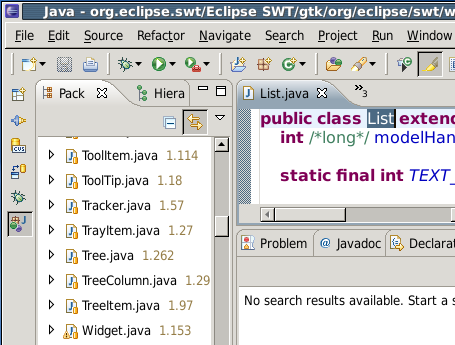 Java - org.eclipse.swt/Eclipse SWT/gtk/org/eclipse/swt/w
File Edit Source Refactor Navigate Search Project Run Window
Pack Hiera
List.java »3
public class List extend
int /*long*/ modelHan
static final int TEXT_
ToolItem.java 1.114
ToolTip.java 1.18
Tracker.java 1.57
TrayItem.java 1.27
Tree.java 1.262
TreeColumn.java 1.29
TreeItem.java 1.97
Widget.java 1.153
Problem @ Javadoc Declarat
No search results available. Start a s